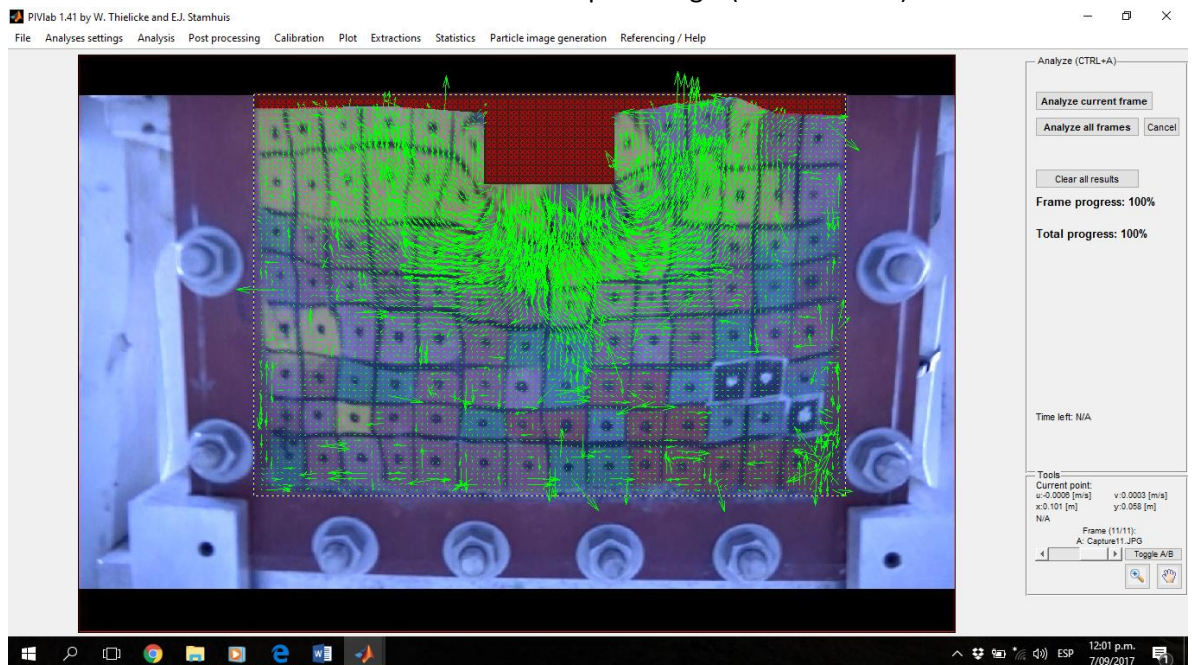 PIVlab 1.41 by W. Thielicke and E.J. Stamhuis
File Analyses settings Analysis Post processing Calibration Plot Extractions Statistics Particle image generation Referencing / Help
Analyze (CTRL+A)
Analyze current frame
Analyze all frames Cancel
Clear all results
Frame progress: 100%
Total progress: 100%
Time left: N/A
Tools
Current point:
u:-0.0006 [m/s] v:0.0003 [m/s]
x:0.101 [m] y:0.058 [m]
N/A
Frame (11/11):
A: Capture11.JPG
Toggle A/B
ESP
12:01 p.m.
7/09/2017